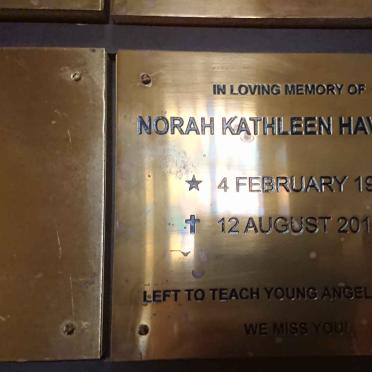 IN LOVING MEMORY OF
NORAH KATHLEEN
4 FEBRUARY
12 AUGUST
LEFT TO TEACH YOUNG
WE MISS YOU!